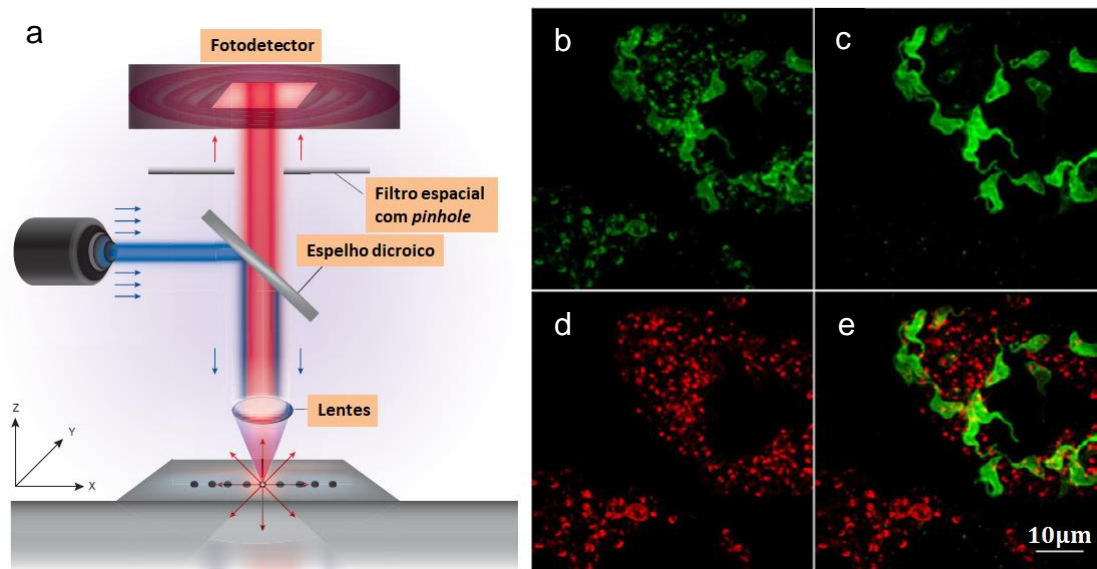 a
Fotodetector
Filtro espacial
com pinhole
Espelho dicroico
Lentes
Z
Y
X
b
c
d
e
10μm